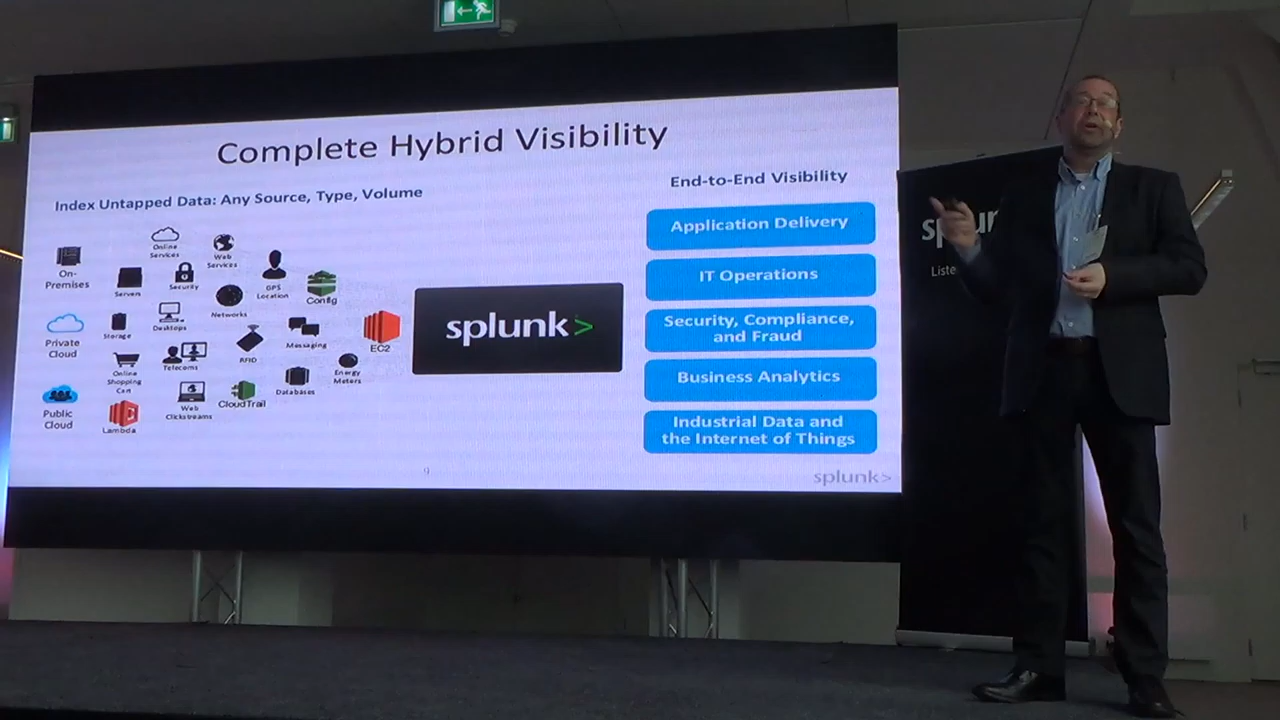 Complete Hybrid Visibility
Index Untapped Data: Any Source, Type, Volume
On-
Premises
Private
Cloud
Public
Cloud
Online
Services
Web
Services
Servers
Security
GPS
Location
Config
Networks
Storage
Desktops
Messaging
RFID
EC2
Online
Shopping
Cart
Telecoms
Energy
Meters
Databases
Web
Clickstreams
CloudTrail
Lambda
splunk>
End-to-End Visibility
Application Delivery
IT Operations
Security, Compliance,
and Fraud
Business Analytics
Industrial Data and
the Internet of Things
9
splunk>